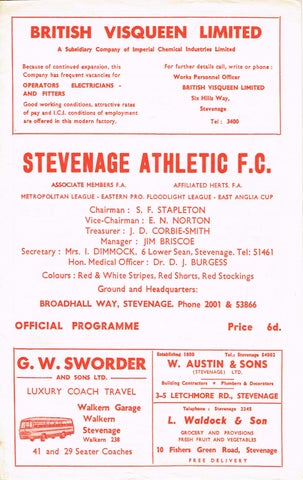 BRITISH VISQUEEN LIMITED
A Subsidiary Company of Imperial Chemical Industries Limited
Because of continued expansion, this
Company has frequent vacancies for
OPERATORS ELECTRICIANS -
AND FITTERS
Good working conditions, attractive rates
of pay and I.C.I. conditions of employment
are offered in this modern factory.
For further details call, write or phone :
Works Personnel Officer
BRITISH VISQUEEN LIMITED
Six Hills Way,
Stevenage
Tel : 3400
STEVENAGE ATHLETIC F.C.
ASSOCIATE MEMBERS F.A. AFFILIATED HERTS. F.A.
METROPOLITAN LEAGUE - EASTERN PRO. FLOODLIGHT LEAGUE - EAST ANGLIA CUP
Chairman : S. F. STAPLETON
Vice-Chairman : E. N. NORTON
Treasurer : J. D. CORBIE-SMITH
Manager : JIM BRISCOE
Secretary : Mrs. I. DIMMOCK, 6 Lower Sean, Stevenage. Tel: 51461
Hon. Medical Officer : Dr. D. J. BURGESS
Colours : Red & White Stripes, Red Shorts, Red Stockings
Ground and Headquarters:
BROADHALL WAY, STEVENAGE. Phone 2001 & 53866
OFFICIAL PROGRAMME Price 6d.
G. W. SWORDER
AND SONS LTD.
LUXURY COACH TRAVEL
Walkern Garage
Walkern
Stevenage
Walkern 238
41 and 29 Seater Coaches
Established 1800 Tel.: Stevenage 54002
W. AUSTIN & SONS
(STEVENAGE) LTD.
Building Contractors • Plumbers & Decorators
3-5 LETCHMORE RD., STEVENAGE
Telephone : Stevenage 2245
L. Waldock & Son
GROCERY AND PROVISIONS
FRESH FRUIT AND VEGETABLES
10 Fishers Green Road, Stevenage
FREE DELIVERY